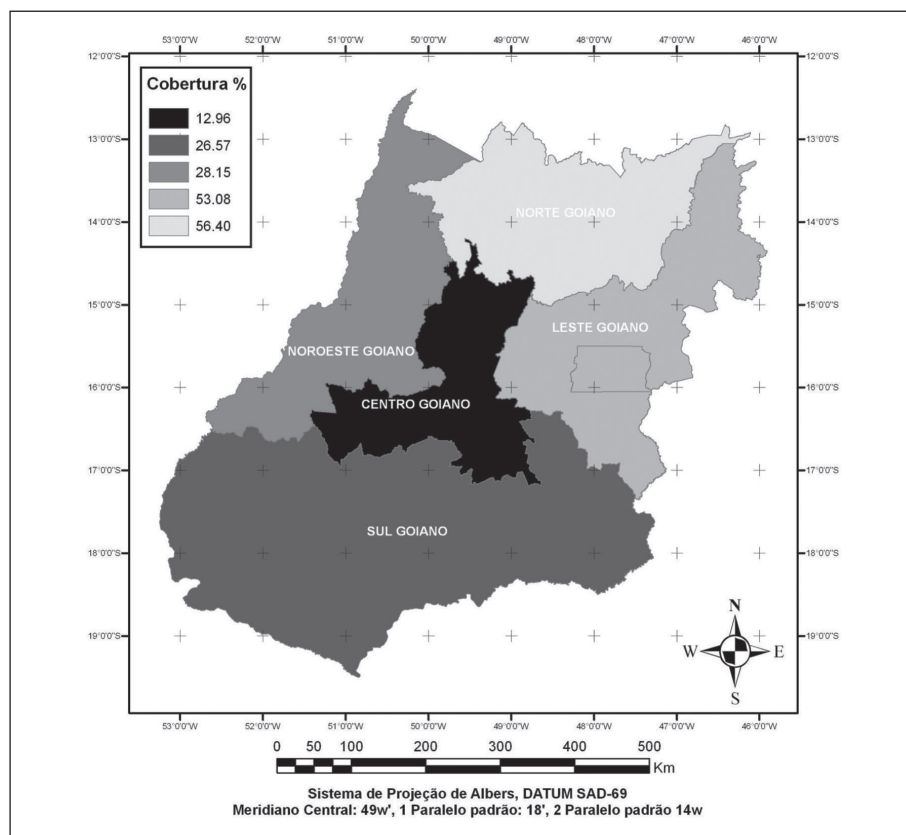 53°0'0"W 52°0'0"W 51°0'0"W 50°0'0"W 49°0'0"W 48°0'0"W 47°0'0"W 46°0'0"W
12°0'0"S 12°0'0"S
Cobertura %
12.96
26.57
28.15
53.08
56.40
13°0'0"S 13°0'0"S
NORTE GOIANO
14°0'0"S 14°0'0"S
15°0'0"S 15°0'0"S
LESTE GOIANO
NOROESTE GOIANO
16°0'0"S 16°0'0"S
CENTRO GOIANO
17°0'0"S 17°0'0"S
SUL GOIANO
18°0'0"S 18°0'0"S
19°0'0"S 19°0'0"S
N
W E
S
53°0'0"W 52°0'0"W 51°0'0"W 50°0'0"W 49°0'0"W 48°0'0"W 47°0'0"W 46°0'0"W
0 50 100 200 300 400 500
Km
Sistema de Projeção de Albers, DATUM SAD-69
Meridiano Central: 49w', 1 Paralelo padrão: 18', 2 Paralelo padrão 14w